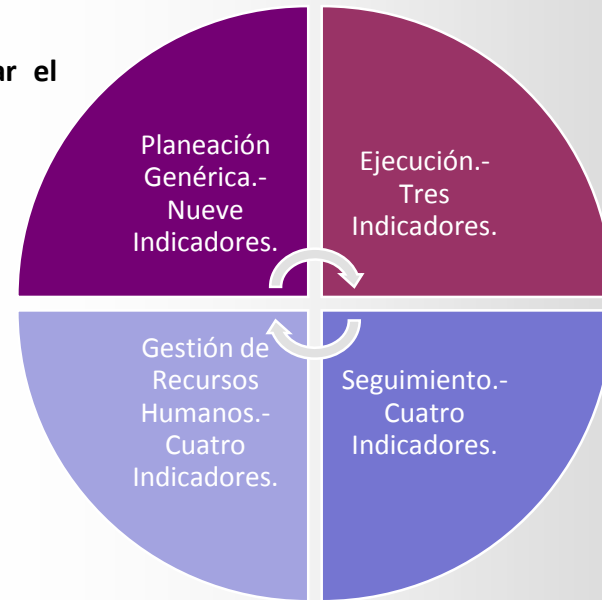 ar el
Planeación
Genérica.-
Nueve
Indicadores.
Ejecución.-
Tres
Indicadores.
Gestión de
Recursos
Humanos.-
Cuatro
Indicadores.
Seguimiento.-
Cuatro
Indicadores.